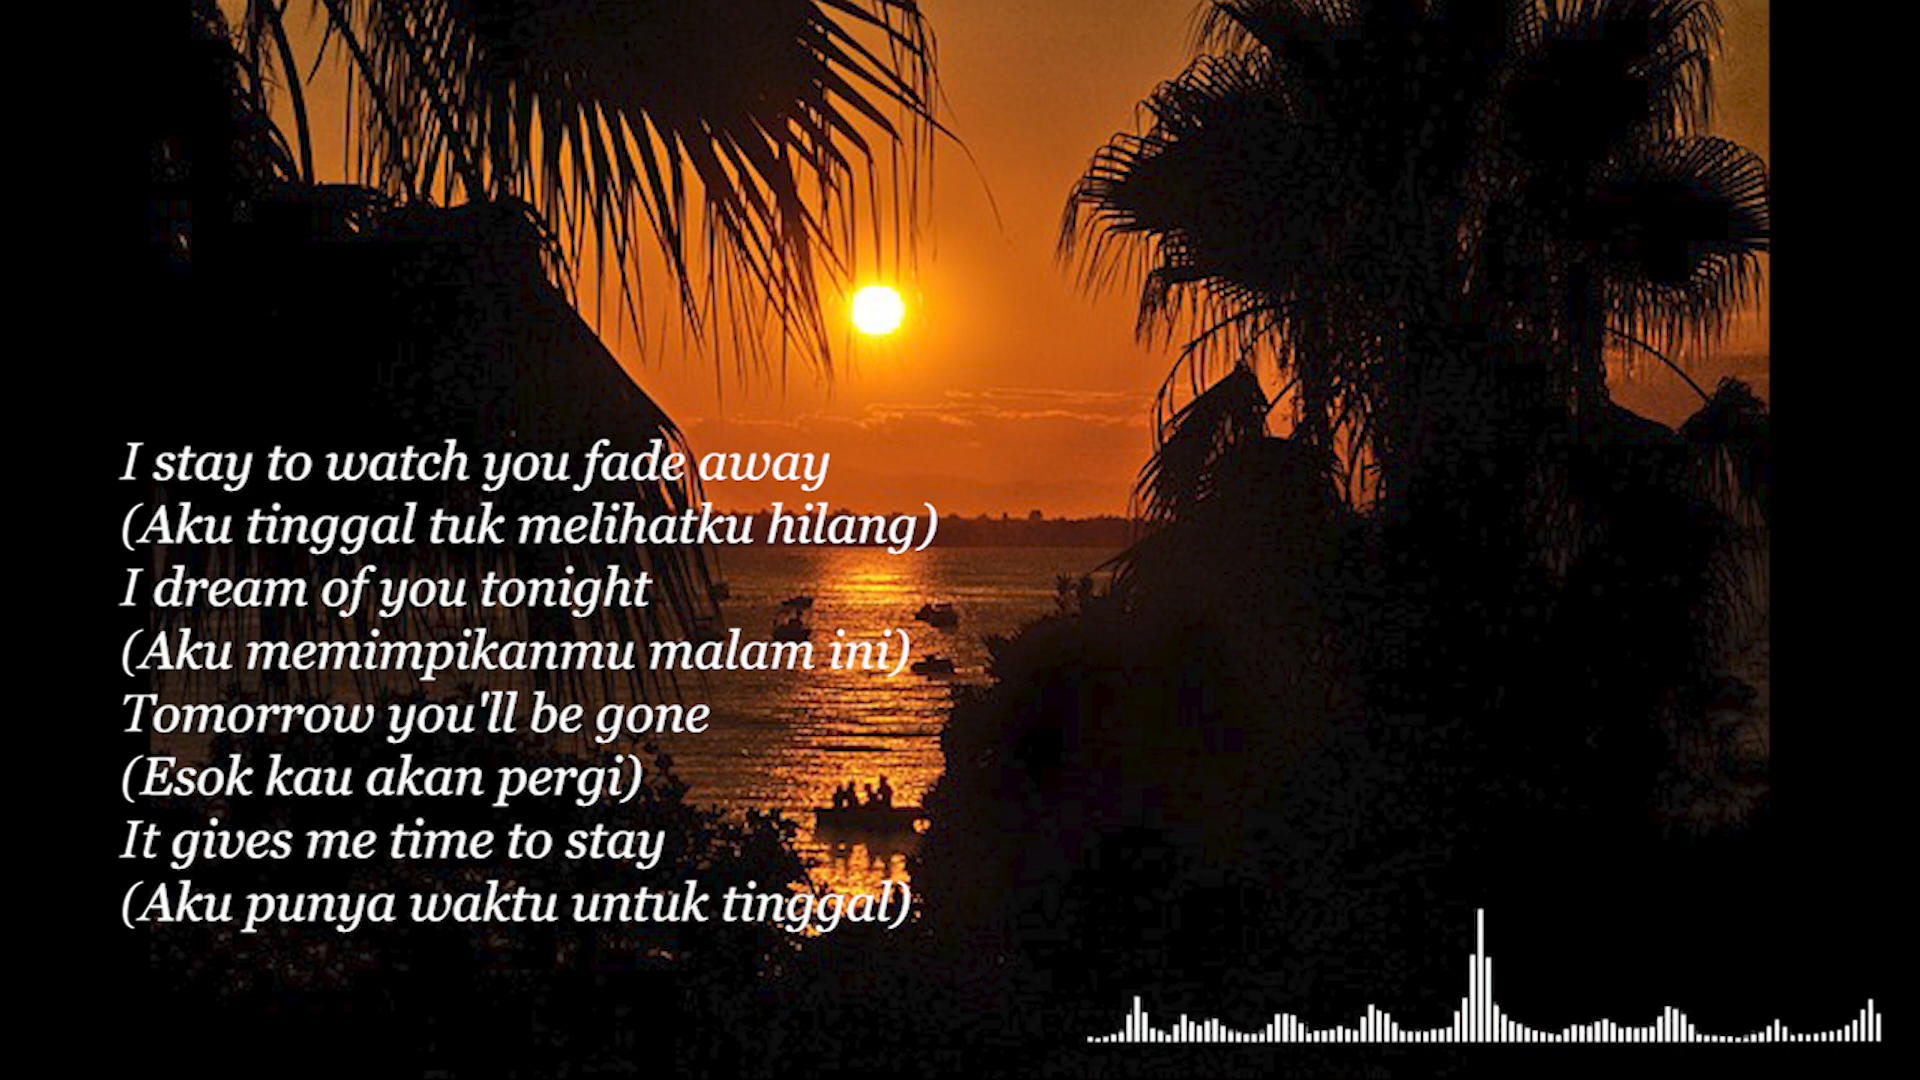 I stay to watch you fade away
(Aku tinggal tuk melihatku hilang)
I dream of you tonight
(Aku memimpikanmu malam ini)
Tomorrow you'll be gone
(Esok kau akan pergi)
It gives me time to stay
(Aku punya waktu untuk tinggal)